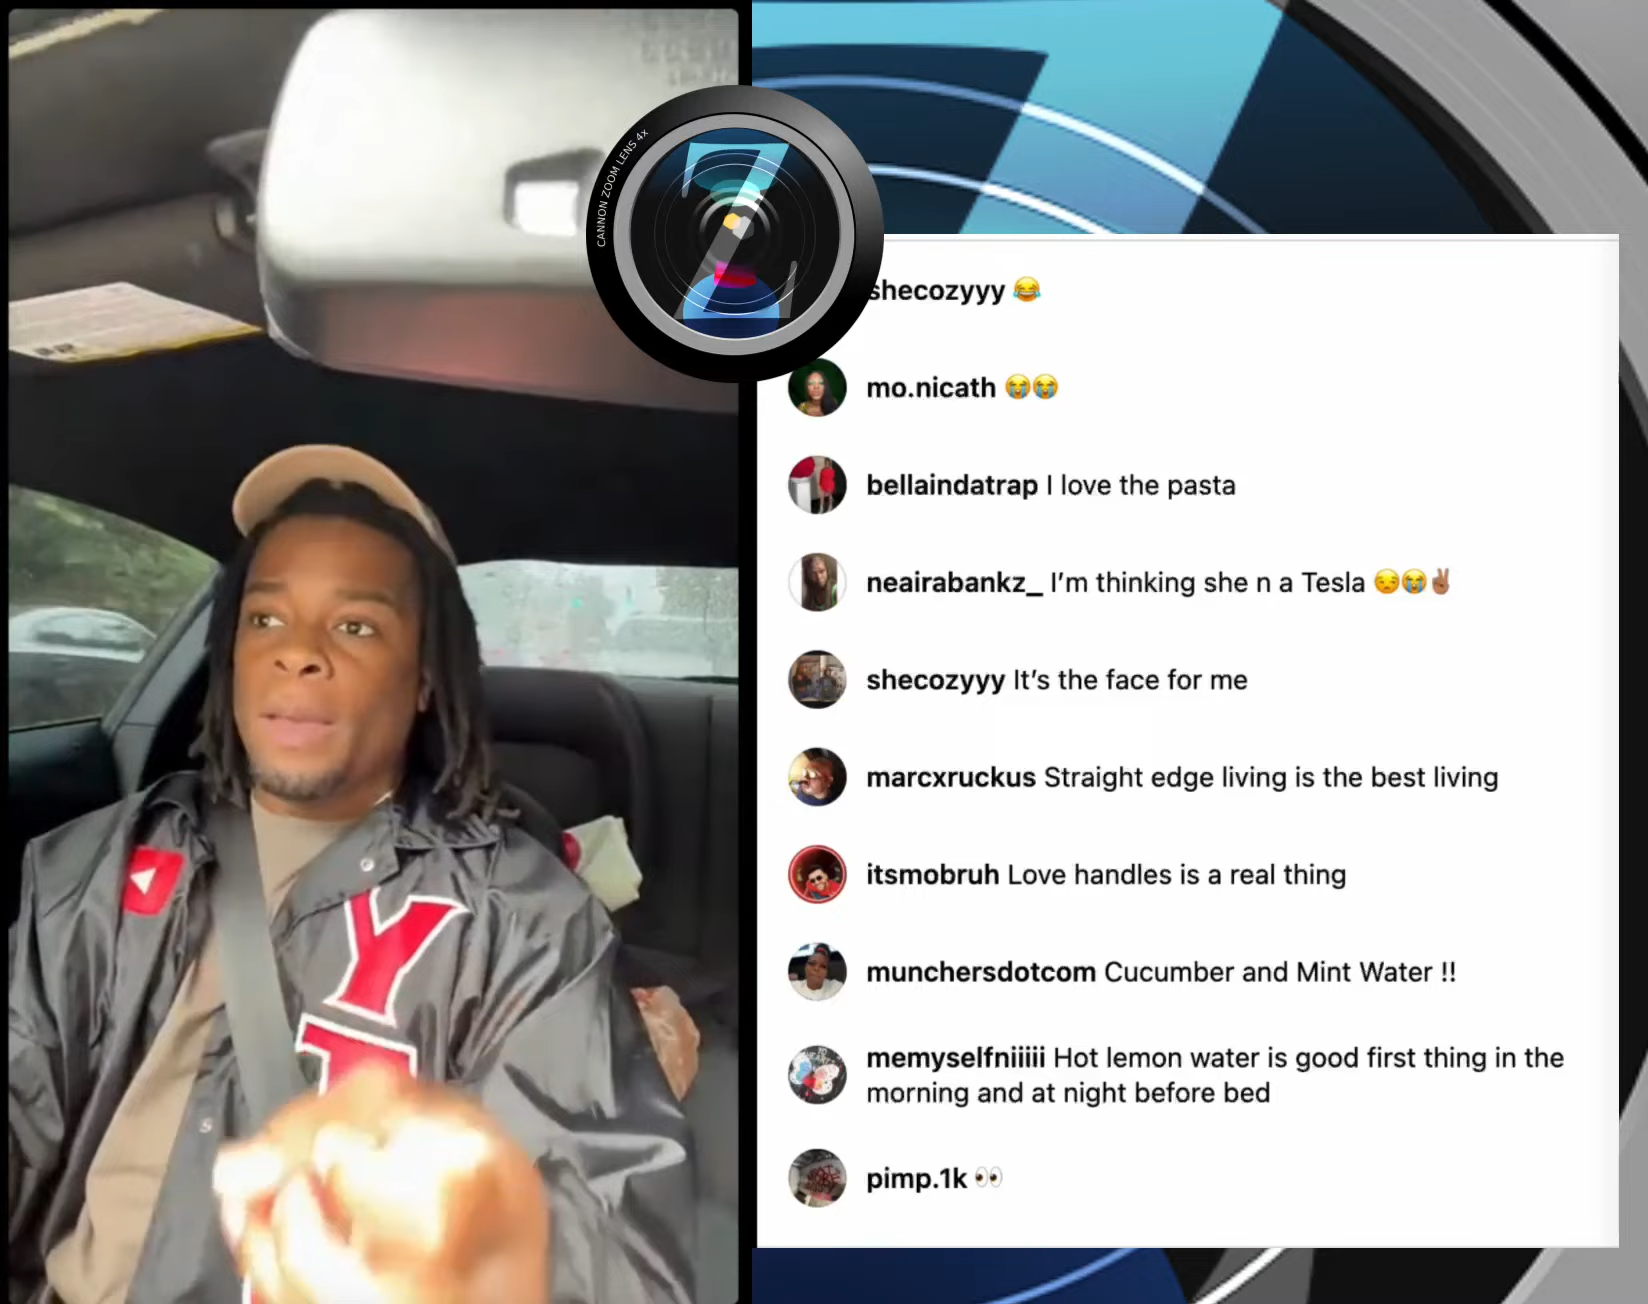 CANNON ZOOM LENS 4x
shecozyyy 😂
mo.nicath 😭😭
bellaindatrap I love the pasta
neairabankz_ I’m thinking she n a Tesla 😒😭✌🏾
shecozyyy It’s the face for me
marcxruckus Straight edge living is the best living
itsmobruh Love handles is a real thing
munchersdotcom Cucumber and Mint Water !!
memyselfniiiii Hot lemon water is good first thing in the
morning and at night before bed
pimp.1k 👀
Y